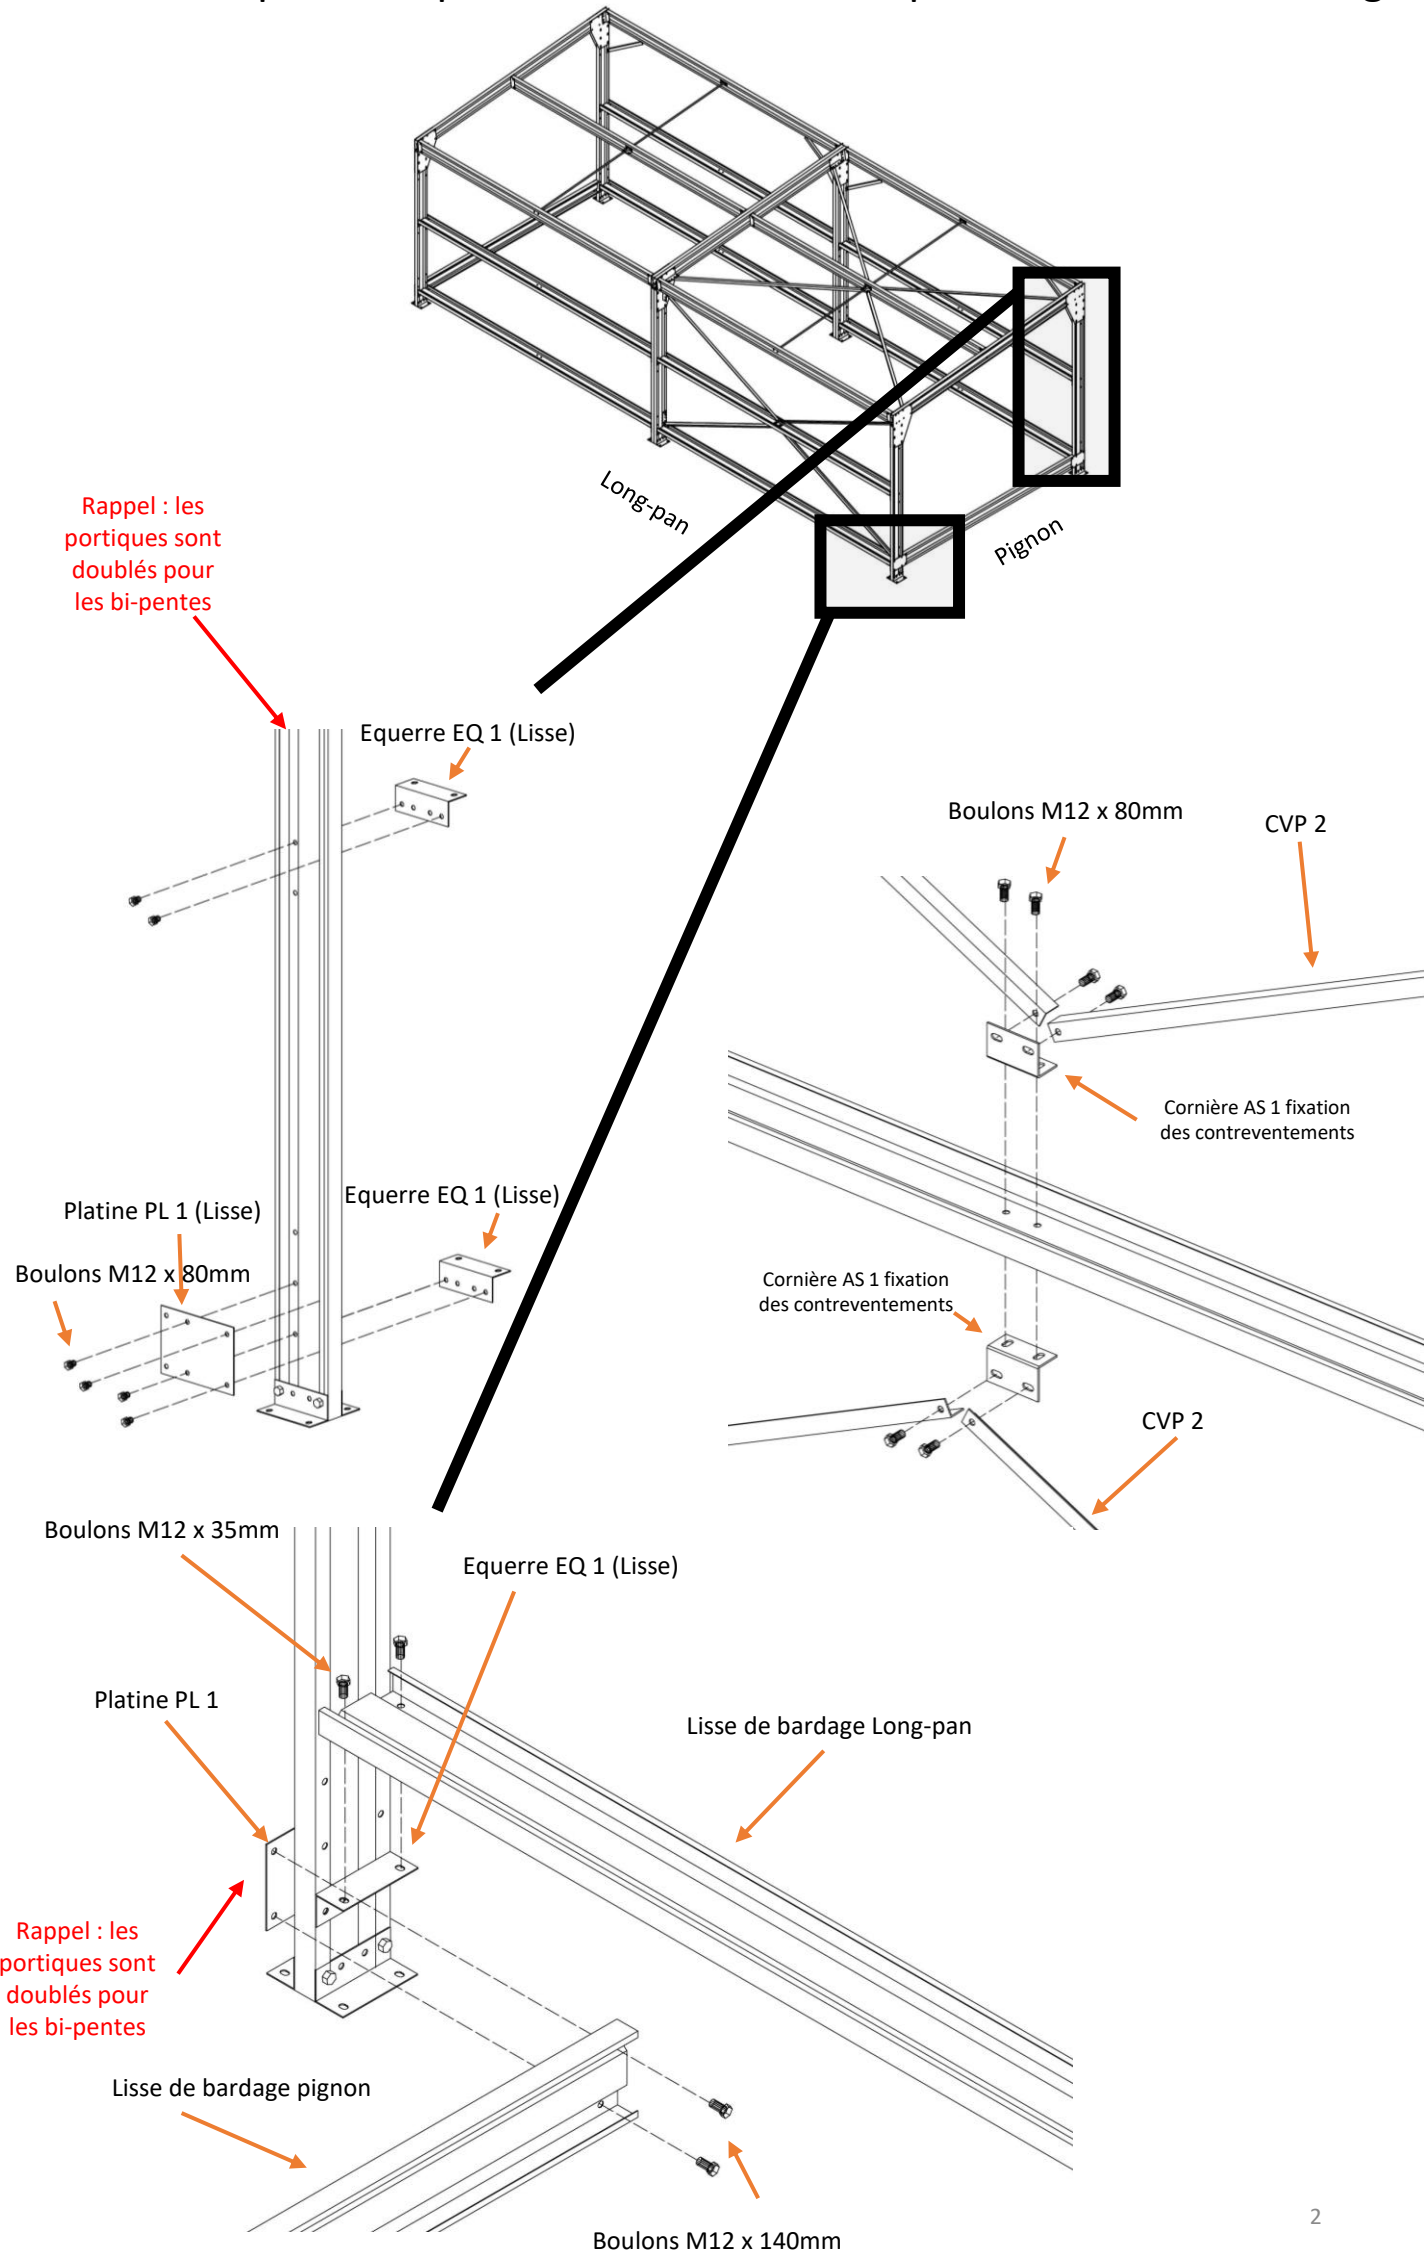 Long-pan
Pignon
Rappel : les
portiques sont
doublés pour
les bi-pentes
Equerre EQ 1 (Lisse)
Boulons M12 x 80mm
CVP 2
Cornière AS 1 fixation
des contreventements
Equerre EQ 1 (Lisse)
Platine PL 1 (Lisse)
Boulons M12 x 80mm
Cornière AS 1 fixation
des contreventements
CVP 2
Boulons M12 x 35mm
Equerre EQ 1 (Lisse)
Platine PL 1
Lisse de bardage Long-pan
Rappel : les
portiques sont
doublés pour
les bi-pentes
Lisse de bardage pignon
Boulons M12 x 140mm
2